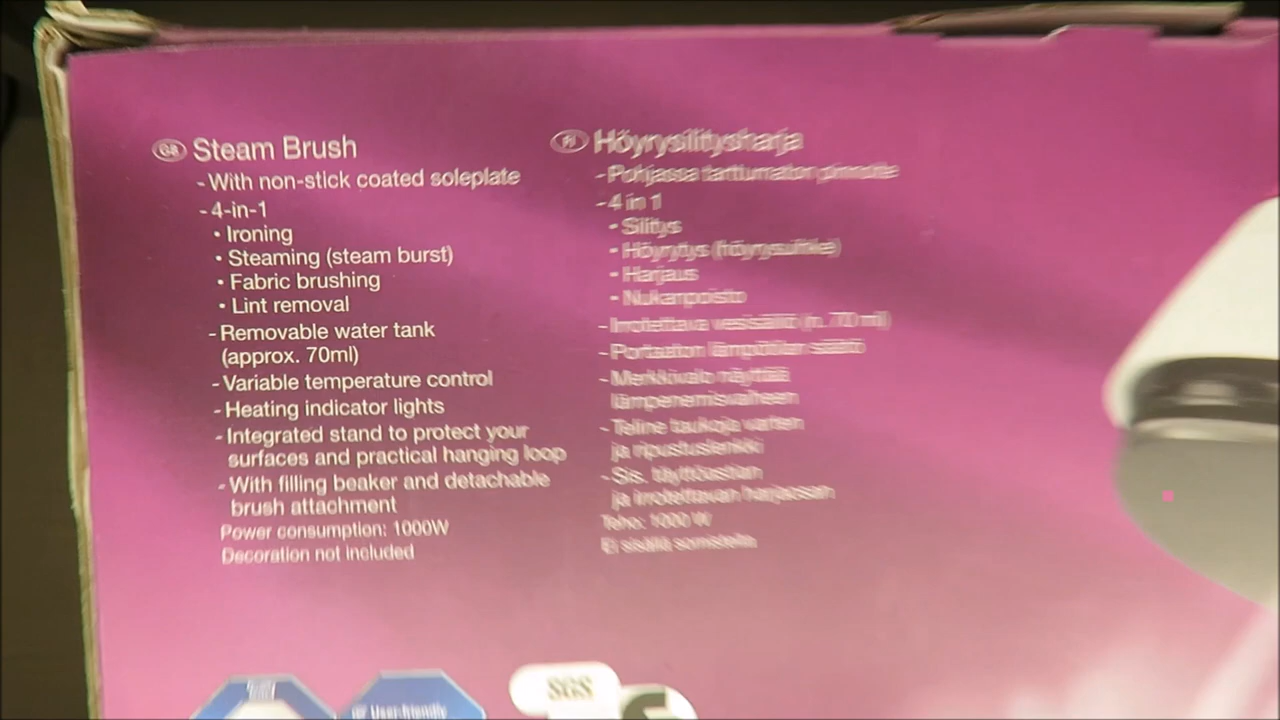 GB Steam Brush
- With non-stick coated soleplate
- 4-in-1
• Ironing
• Steaming (steam burst)
• Fabric brushing
• Lint removal
- Removable water tank
(approx. 70ml)
- Variable temperature control
- Heating indicator lights
- Integrated stand to protect your
surfaces and practical hanging loop
- With filling beaker and detachable
brush attachment
Power consumption: 1000W
Decoration not included
FI Höyrysilitysharja
- Pohjassa tarttumaton pinnoite
- 4 in 1
• Silitys
• Höyrytys (höyrysuihke)
• Harjaus
• Nukanpoisto
- Irrotettava vesisäiliö (n. 70 ml)
- Portaaton lämpötilan säätö
- Merkkivalo näyttää
lämpenemisvaiheen
- Teline taukoja varten
ja ripustuslenkki
- Sis. täyttöastian
ja irrotettavan harjaosan
Teho: 1000 W
Ei sisällä somisteita
User-friendly
SGS